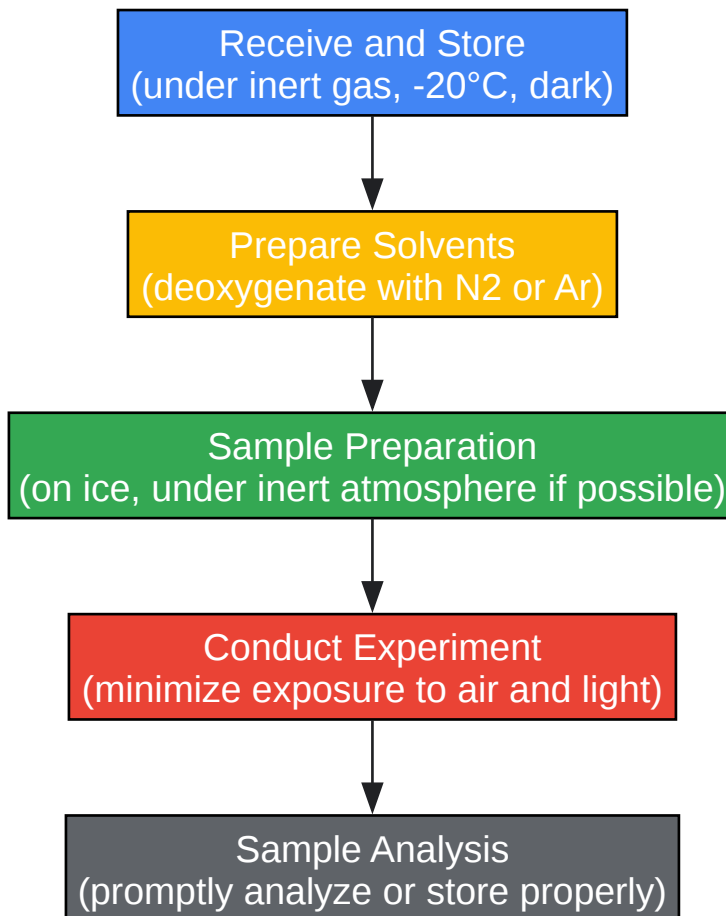 Receive and Store
(under inert gas, -20°C, dark)
Prepare Solvents
(deoxygenate with N2 or Ar)
Sample Preparation
(on ice, under inert atmosphere if possible)
Conduct Experiment
(minimize exposure to air and light)
Sample Analysis
(promptly analyze or store properly)